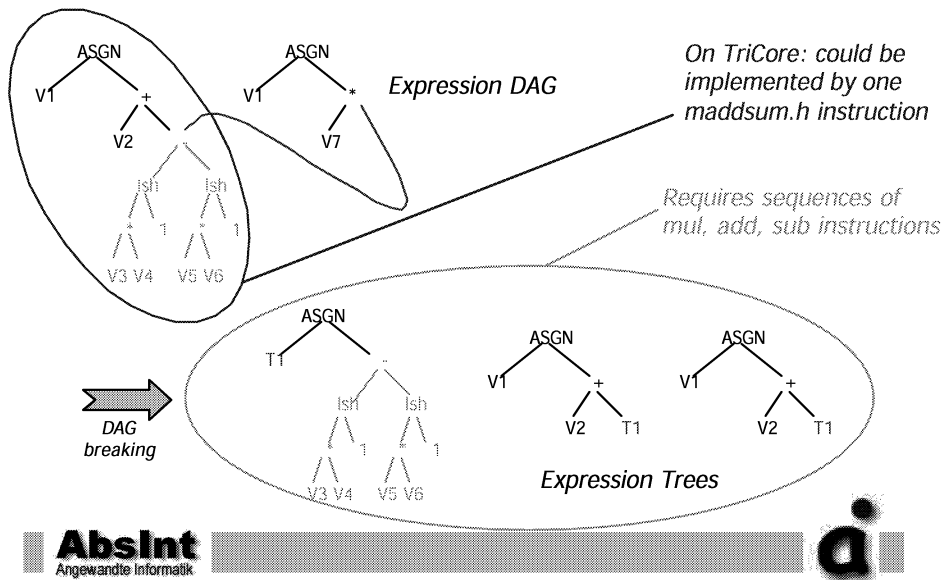 ASGN ASGN
V1 + V1 *
V2 - V7
lsh lsh
* 1 * 1
V3 V4 V5 V6
Expression DAG
On TriCore: could be
implemented by one
maddsum.h instruction
Requires sequences of
mul, add, sub instructions
DAG
breaking
ASGN ASGN ASGN
T1 - V1 + V1 +
lsh lsh V2 T1 V2 T1
* 1 * 1
V3 V4 V5 V6
Expression Trees
AbsInt
Angewandte Informatik
a